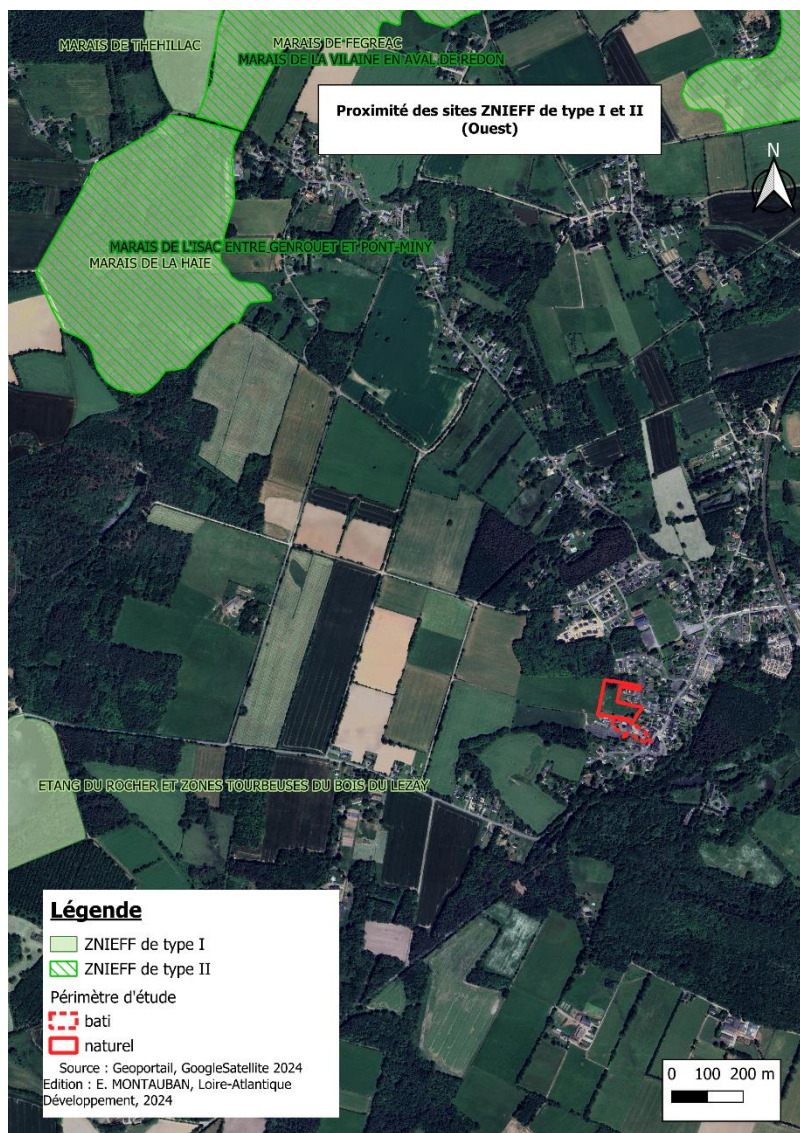 MARAIS DE THEHILLAC
MARAIS DE FEGREAC
MARAIS DE LA VILAINE EN AVAL DE REDON
Proximité des sites ZNIEFF de type I et II
(Ouest)
N
MARAIS DE L'ISAC ENTRE GENROUET ET PONT-MINY
MARAIS DE LA HAIE
ETANG DU ROCHER ET ZONES TOURBEUSES DU BOIS DU LEZAY
Légende
ZNIEFF de type I
ZNIEFF de type II
Périmètre d'étude
bati
naturel
Source : Geoportail, GoogleSatellite 2024
Edition : E. MONTAUBAN, Loire-Atlantique
Développement, 2024
0 100 200 m